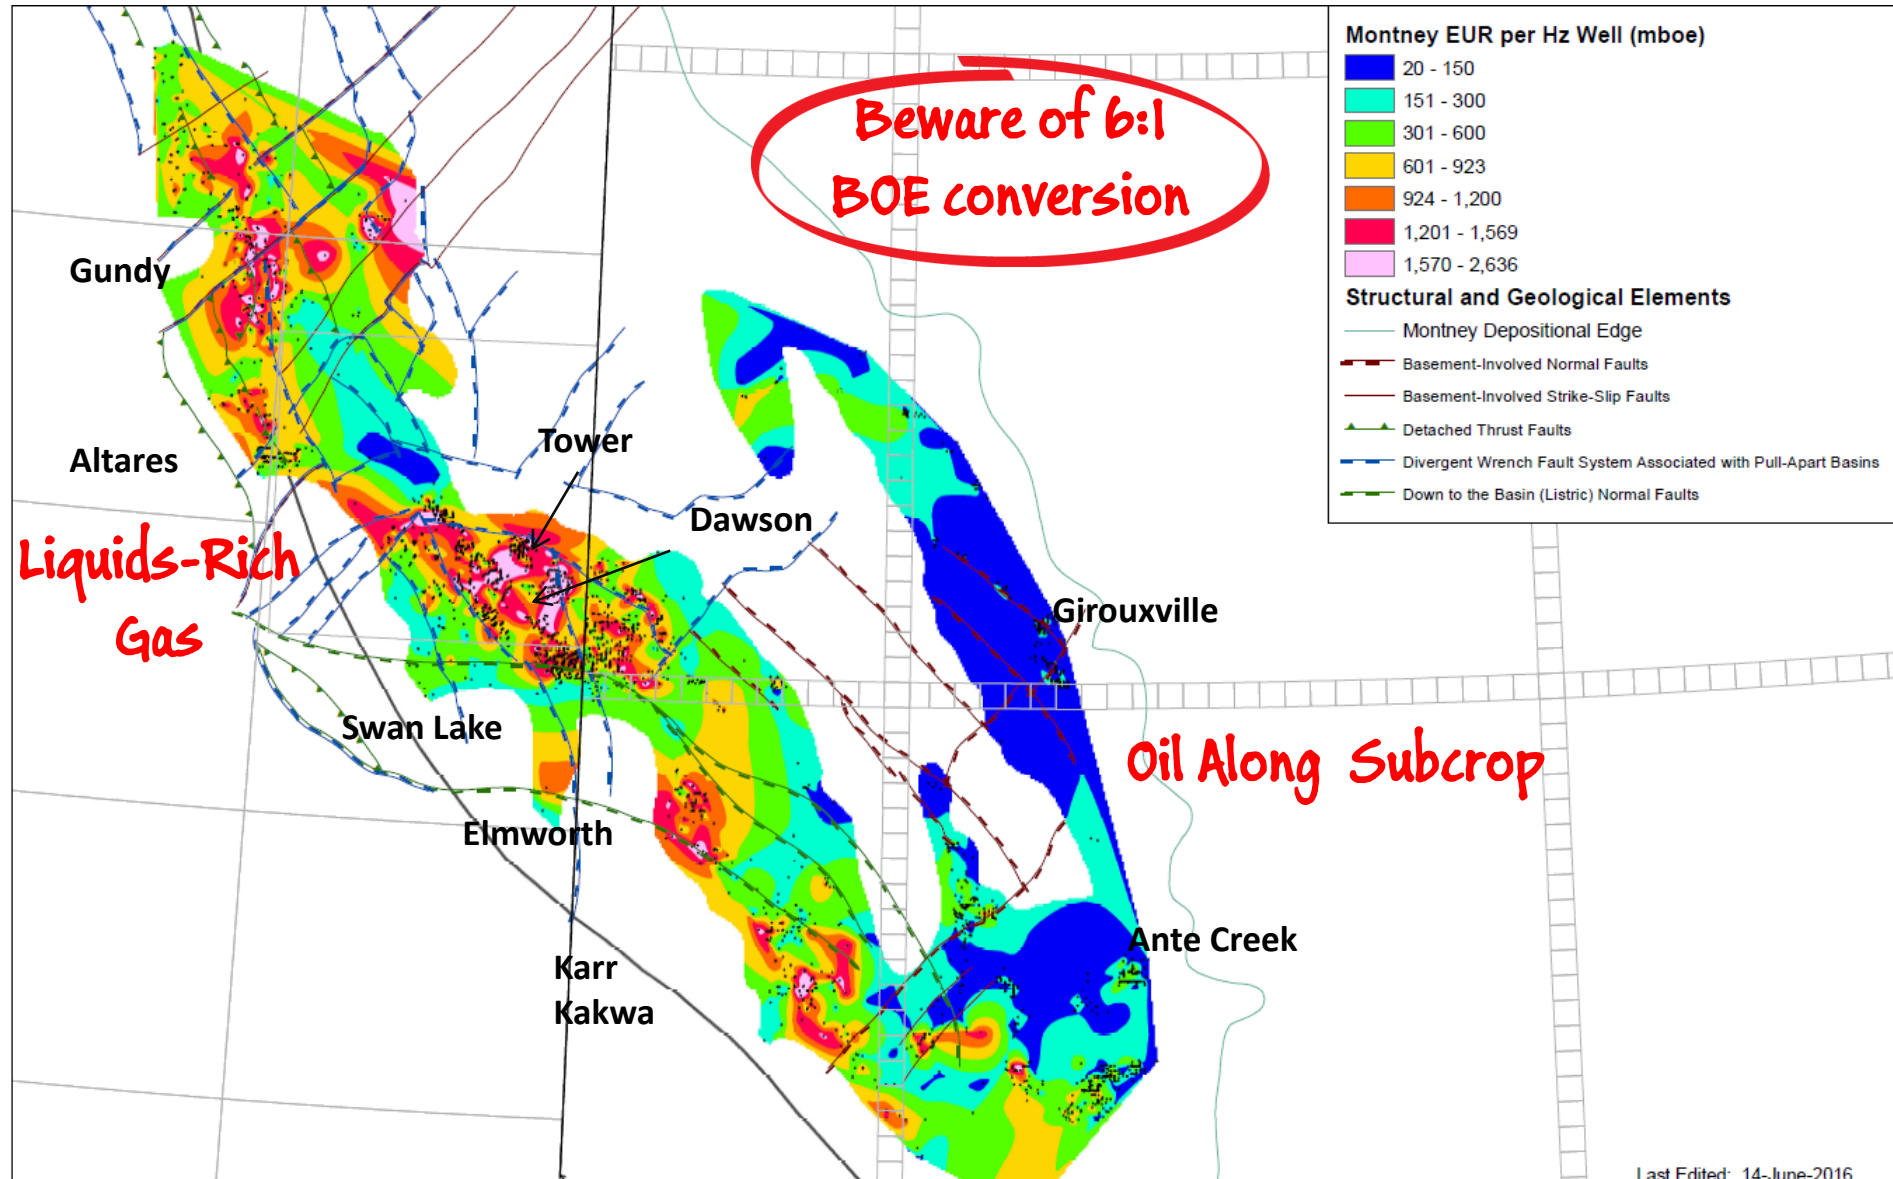 Beware of 6:1
BOE conversion
Montney EUR per Hz Well (mboe)
20 - 150
151 - 300
301 - 600
601 - 923
924 - 1,200
1,201 - 1,569
1,570 - 2,636
Structural and Geological Elements
Montney Depositional Edge
Basement-Involved Normal Faults
Basement-Involved Strike-Slip Faults
Detached Thrust Faults
Divergent Wrench Fault System Associated with Pull-Apart Basins
Down to the Basin (Listric) Normal Faults
Gundy
Altares
Tower
Dawson
Liquids-Rich
Gas
Girouxville
Swan Lake
Oil Along Subcrop
Elmworth
Ante Creek
Karr
Kakwa
Last Edited: 14-June-2016